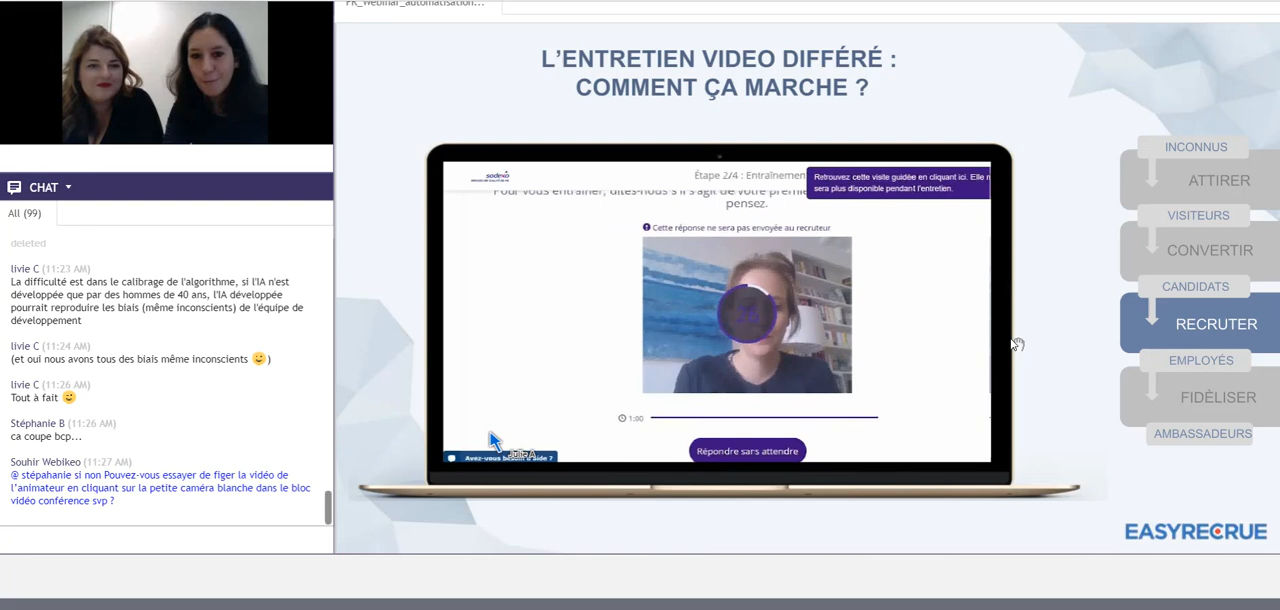 FR_Webinar_automatisation...
CHAT
All (99)
deleted
livie C (11:23 AM)
La difficulté est dans le calibrage de l'algorithme, si l'IA n'est
développée que par des hommes de 40 ans, l'IA développée
pourrait reproduire les biais (même inconscients) de l'équipe de
développement
livie C (11:24 AM)
(et oui nous avons tous des biais même inconscients 😉)
livie C (11:26 AM)
Tout à fait 😉
Stéphanie B (11:26 AM)
ca coupe bcp...
Souhir Webikeo (11:27 AM)
@ stépahanie si non Pouvez-vous essayer de figer la vidéo de
l'animateur en cliquant sur la petite caméra blanche dans le bloc
vidéo conférence svp ?
L'ENTRETIEN VIDEO DIFFÉRÉ :
COMMENT ÇA MARCHE ?
sodexo
Étape 2/4 : Entraînemen
Retrouvez cette visite guidée en cliquant ici. Elle n
sera plus disponible pendant l'entretien.
Pour vous entraîner, dites-nous s'il s'agit de votre premi
pensez.
Cette réponse ne sera pas envoyée au recruteur
1:00
Répondre sans attendre
Avez-vous besoin d'aide ?
Julie A
INCONNUS
ATTIRER
VISITEURS
CONVERTIR
CANDIDATS
RECRUTER
EMPLOYÉS
FIDÈLISER
AMBASSADEURS
EASYRECRUE